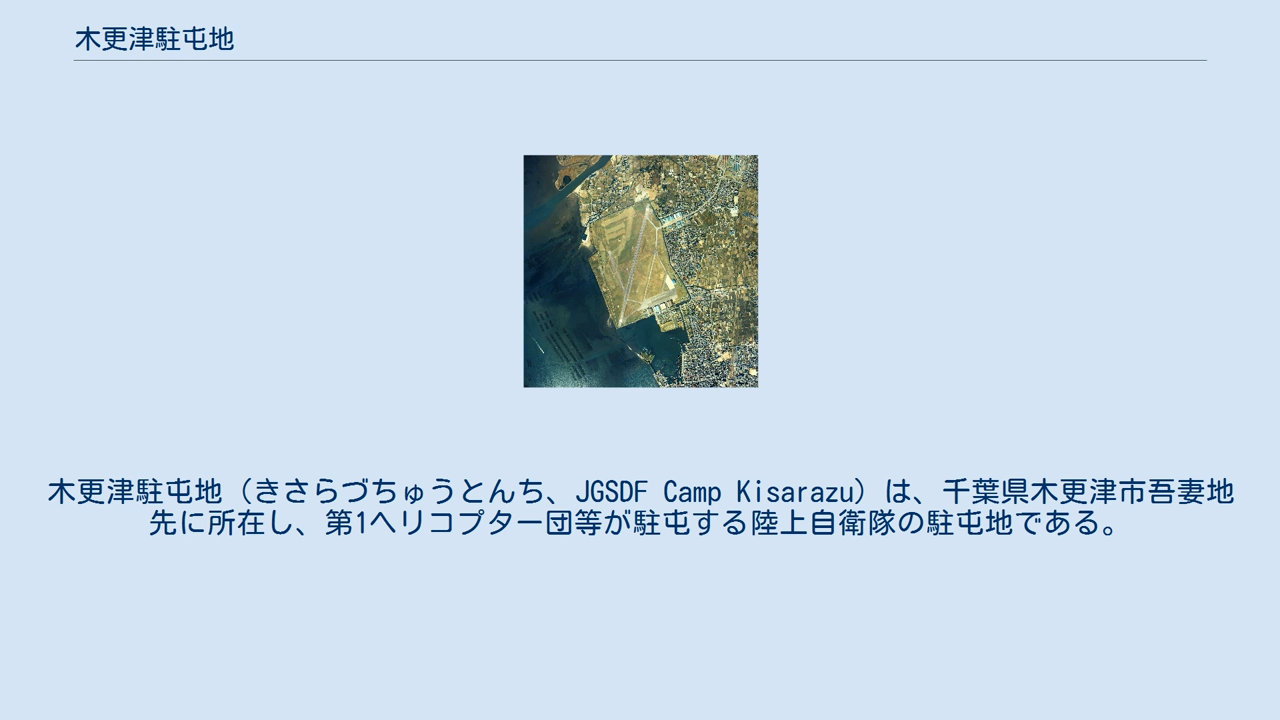 木更津駐屯地
木更津駐屯地（きさらづちゅうとんち、JGSDF Camp Kisarazu）は、千葉県木更津市吾妻地
先に所在し、第1ヘリコプター団等が駐屯する陸上自衛隊の駐屯地である。